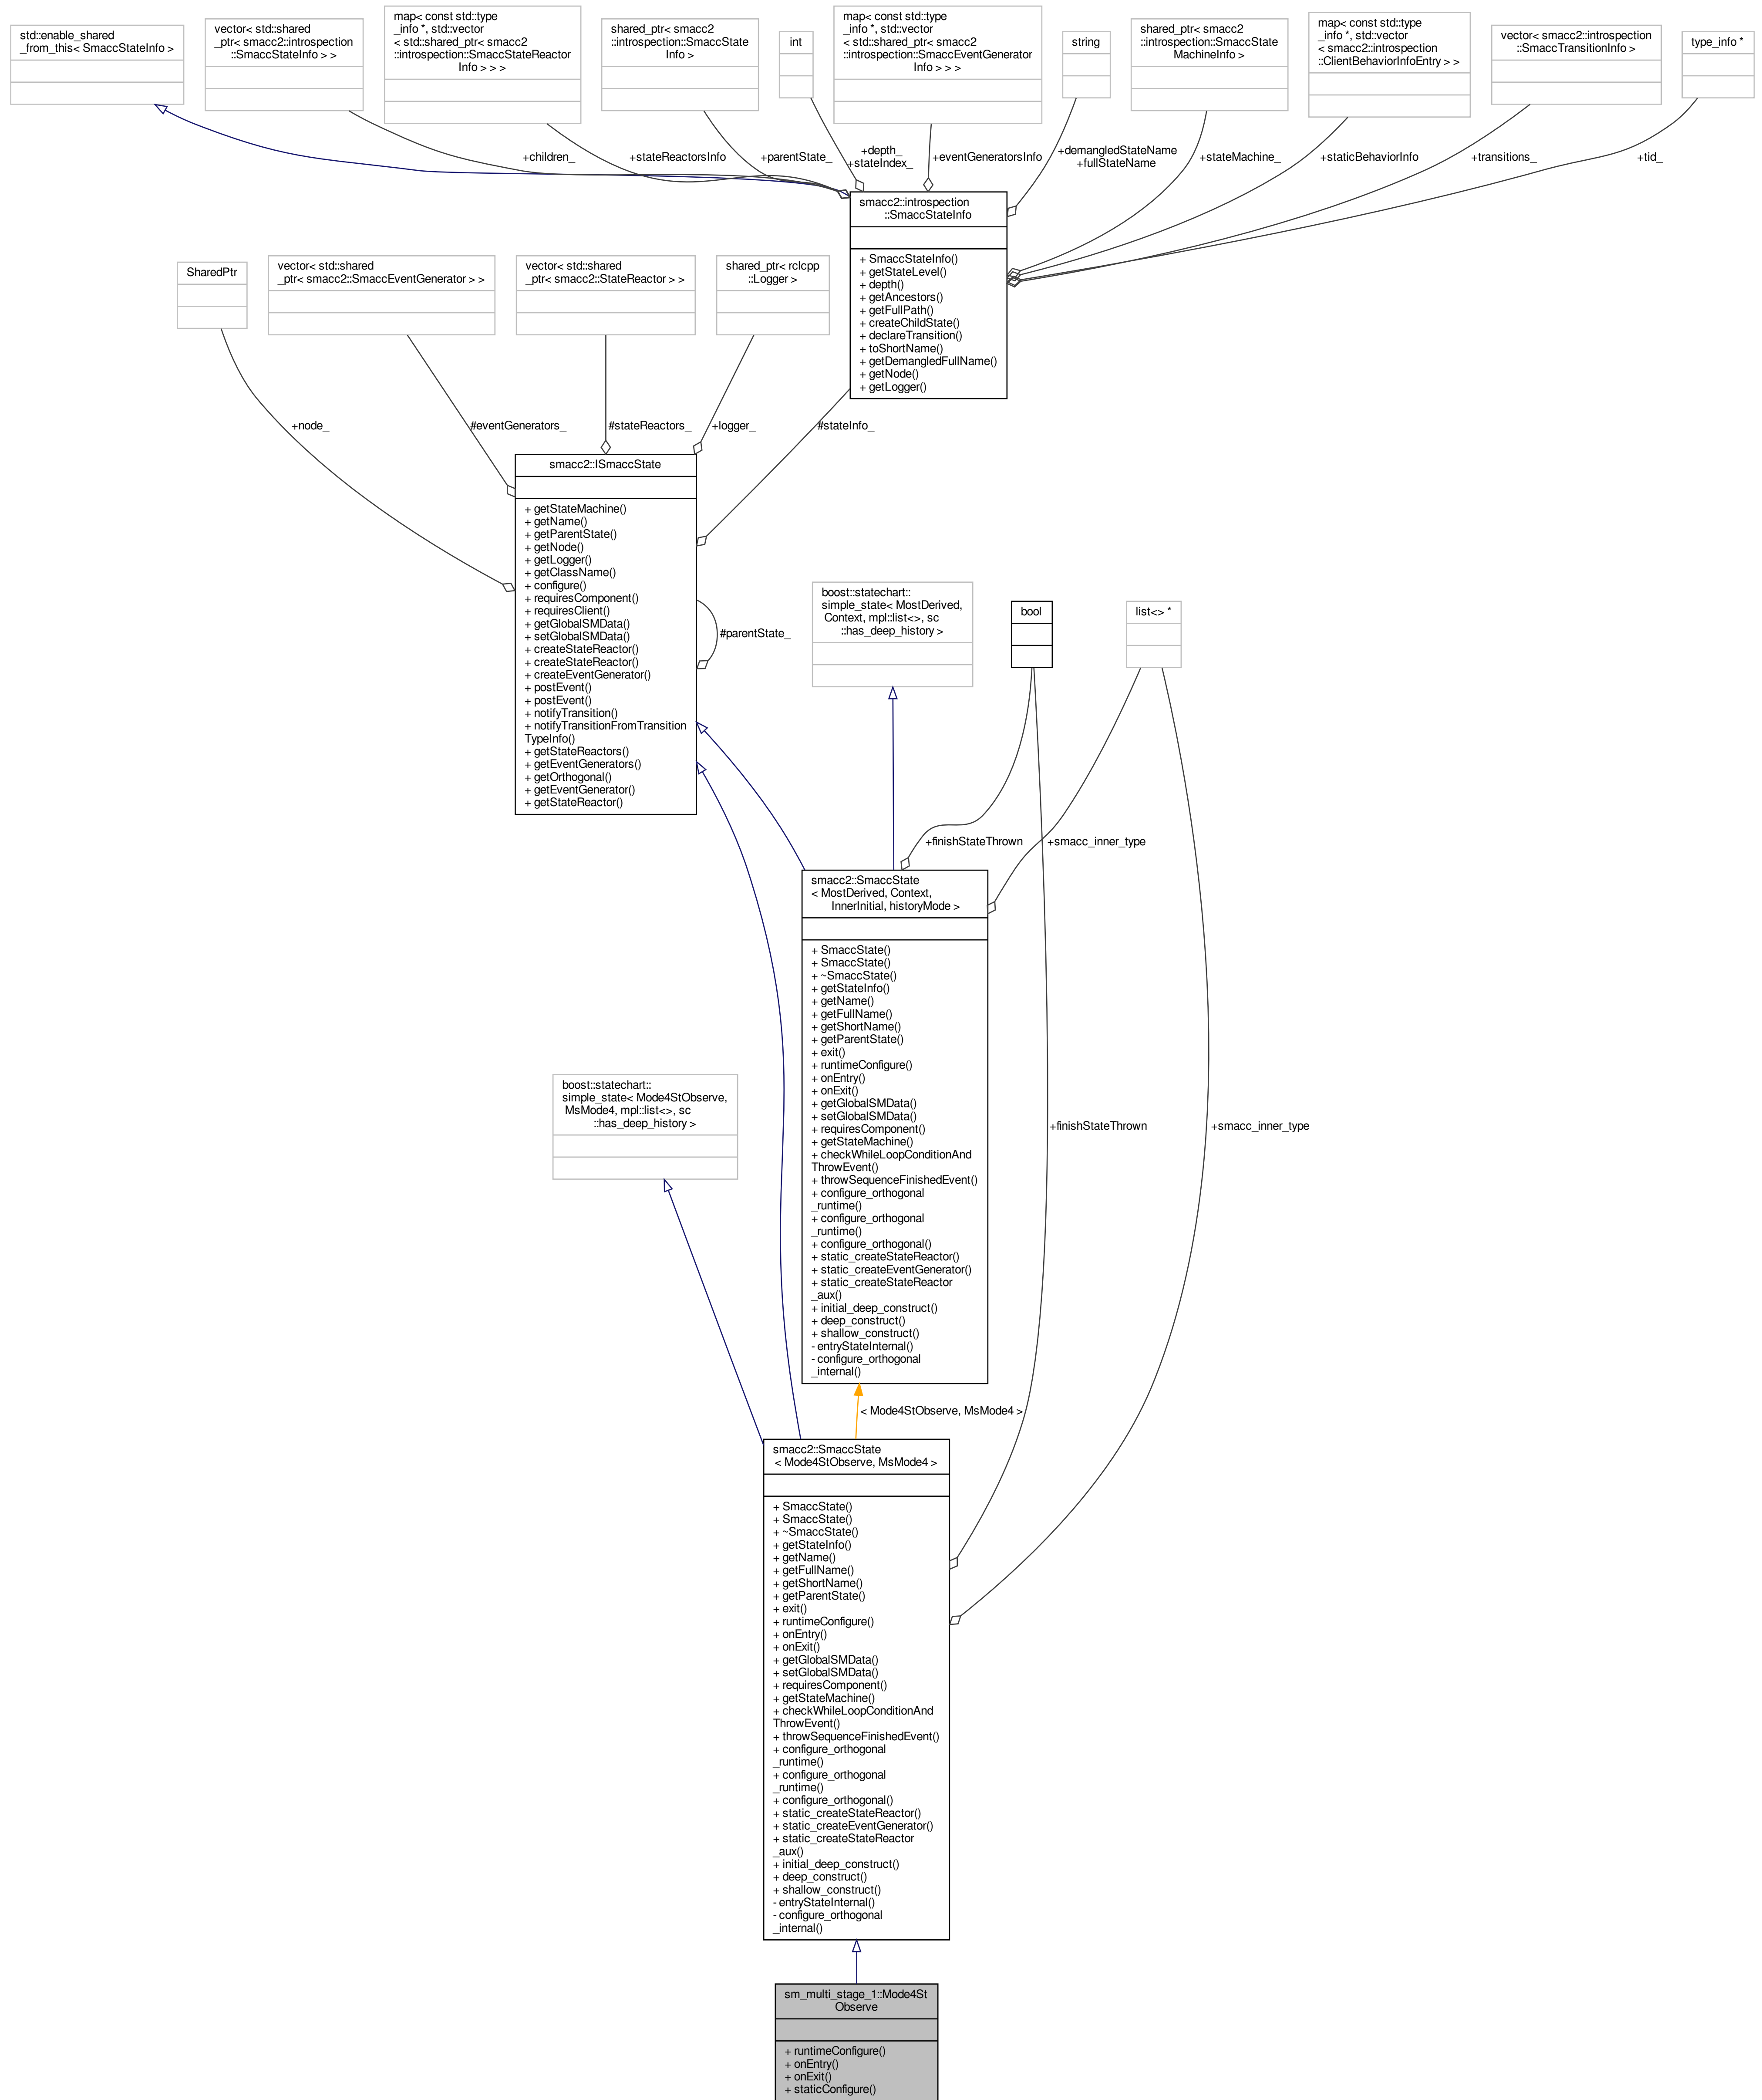 std::enable_shared
_from_this< SmaccStateInfo >
vector< std::shared
_ptr< smacc2::introspection
::SmaccStateInfo > >
map< const std::type
_info *, std::vector
< std::shared_ptr< smacc2
::introspection::SmaccStateReactor
Info > > >
shared_ptr< smacc2
::introspection::SmaccState
Info >
int
map< const std::type
_info *, std::vector
< std::shared_ptr< smacc2
::introspection::SmaccEventGenerator
Info > > >
string
shared_ptr< smacc2
::introspection::SmaccState
MachineInfo >
map< const std::type
_info *, std::vector
< smacc2::introspection
::ClientBehaviorInfoEntry > >
vector< smacc2::introspection
::SmaccTransitionInfo >
type_info *
+children_
+stateReactorsInfo
+parentState_
+depth_
+stateIndex_
+eventGeneratorsInfo
+demangledStateName
+fullStateName
+stateMachine_
+staticBehaviorInfo
+transitions_
+tid_
smacc2::introspection
::SmaccStateInfo
+ SmaccStateInfo()
+ getStateLevel()
+ depth()
+ getAncestors()
+ getFullPath()
+ createChildState()
+ declareTransition()
+ toShortName()
+ getDemangledFullName()
+ getNode()
+ getLogger()
SharedPtr
vector< std::shared
_ptr< smacc2::SmaccEventGenerator > >
vector< std::shared
_ptr< smacc2::StateReactor > >
shared_ptr< rclcpp
::Logger >
+node_
#eventGenerators_
#stateReactors_
+logger_
#stateInfo_
smacc2::ISmaccState
+ getStateMachine()
+ getName()
+ getParentState()
+ getNode()
+ getLogger()
+ getClassName()
+ configure()
+ requiresComponent()
+ requiresClient()
+ getGlobalSMData()
+ setGlobalSMData()
+ createStateReactor()
+ createStateReactor()
+ createEventGenerator()
+ postEvent()
+ postEvent()
+ notifyTransition()
+ notifyTransitionFromTransition
TypeInfo()
+ getStateReactors()
+ getEventGenerators()
+ getOrthogonal()
+ getEventGenerator()
+ getStateReactor()
#parentState_
boost::statechart::
simple_state< MostDerived,
Context, mpl::list<>, sc
::has_deep_history >
bool
list<> *
+finishStateThrown
+smacc_inner_type
smacc2::SmaccState
< MostDerived, Context,
InnerInitial, historyMode >
+ SmaccState()
+ SmaccState()
+ ~SmaccState()
+ getStateInfo()
+ getName()
+ getFullName()
+ getShortName()
+ getParentState()
+ exit()
+ runtimeConfigure()
+ onEntry()
+ onExit()
+ getGlobalSMData()
+ setGlobalSMData()
+ requiresComponent()
+ getStateMachine()
+ checkWhileLoopConditionAnd
ThrowEvent()
+ throwSequenceFinishedEvent()
+ configure_orthogonal
_runtime()
+ configure_orthogonal
_runtime()
+ configure_orthogonal()
+ static_createStateReactor()
+ static_createEventGenerator()
+ static_createStateReactor
_aux()
+ initial_deep_construct()
+ deep_construct()
+ shallow_construct()
- entryStateInternal()
- configure_orthogonal
_internal()
boost::statechart::
simple_state< Mode4StObserve,
MsMode4, mpl::list<>, sc
::has_deep_history >
+finishStateThrown
+smacc_inner_type
< Mode4StObserve, MsMode4 >
smacc2::SmaccState
< Mode4StObserve, MsMode4 >
+ SmaccState()
+ SmaccState()
+ ~SmaccState()
+ getStateInfo()
+ getName()
+ getFullName()
+ getShortName()
+ getParentState()
+ exit()
+ runtimeConfigure()
+ onEntry()
+ onExit()
+ getGlobalSMData()
+ setGlobalSMData()
+ requiresComponent()
+ getStateMachine()
+ checkWhileLoopConditionAnd
ThrowEvent()
+ throwSequenceFinishedEvent()
+ configure_orthogonal
_runtime()
+ configure_orthogonal
_runtime()
+ configure_orthogonal()
+ static_createStateReactor()
+ static_createEventGenerator()
+ static_createStateReactor
_aux()
+ initial_deep_construct()
+ deep_construct()
+ shallow_construct()
- entryStateInternal()
- configure_orthogonal
_internal()
sm_multi_stage_1::Mode4St
Observe
+ runtimeConfigure()
+ onEntry()
+ onExit()
+ staticConfigure()